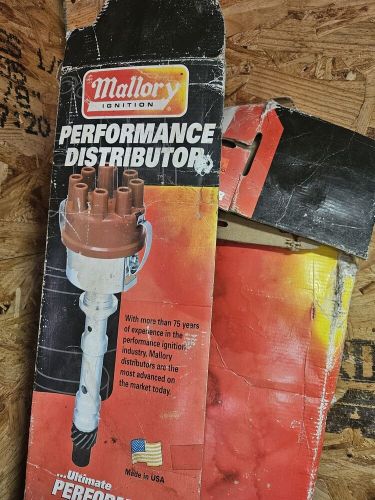 Mallory
IGNITION
PERFORMANCE
DISTRIBUTOR
With more than 75 years
of experience in the
performance ignition
industry, Mallory
distributors are the
most advanced on
the market today.
Made in USA
...Ultimate